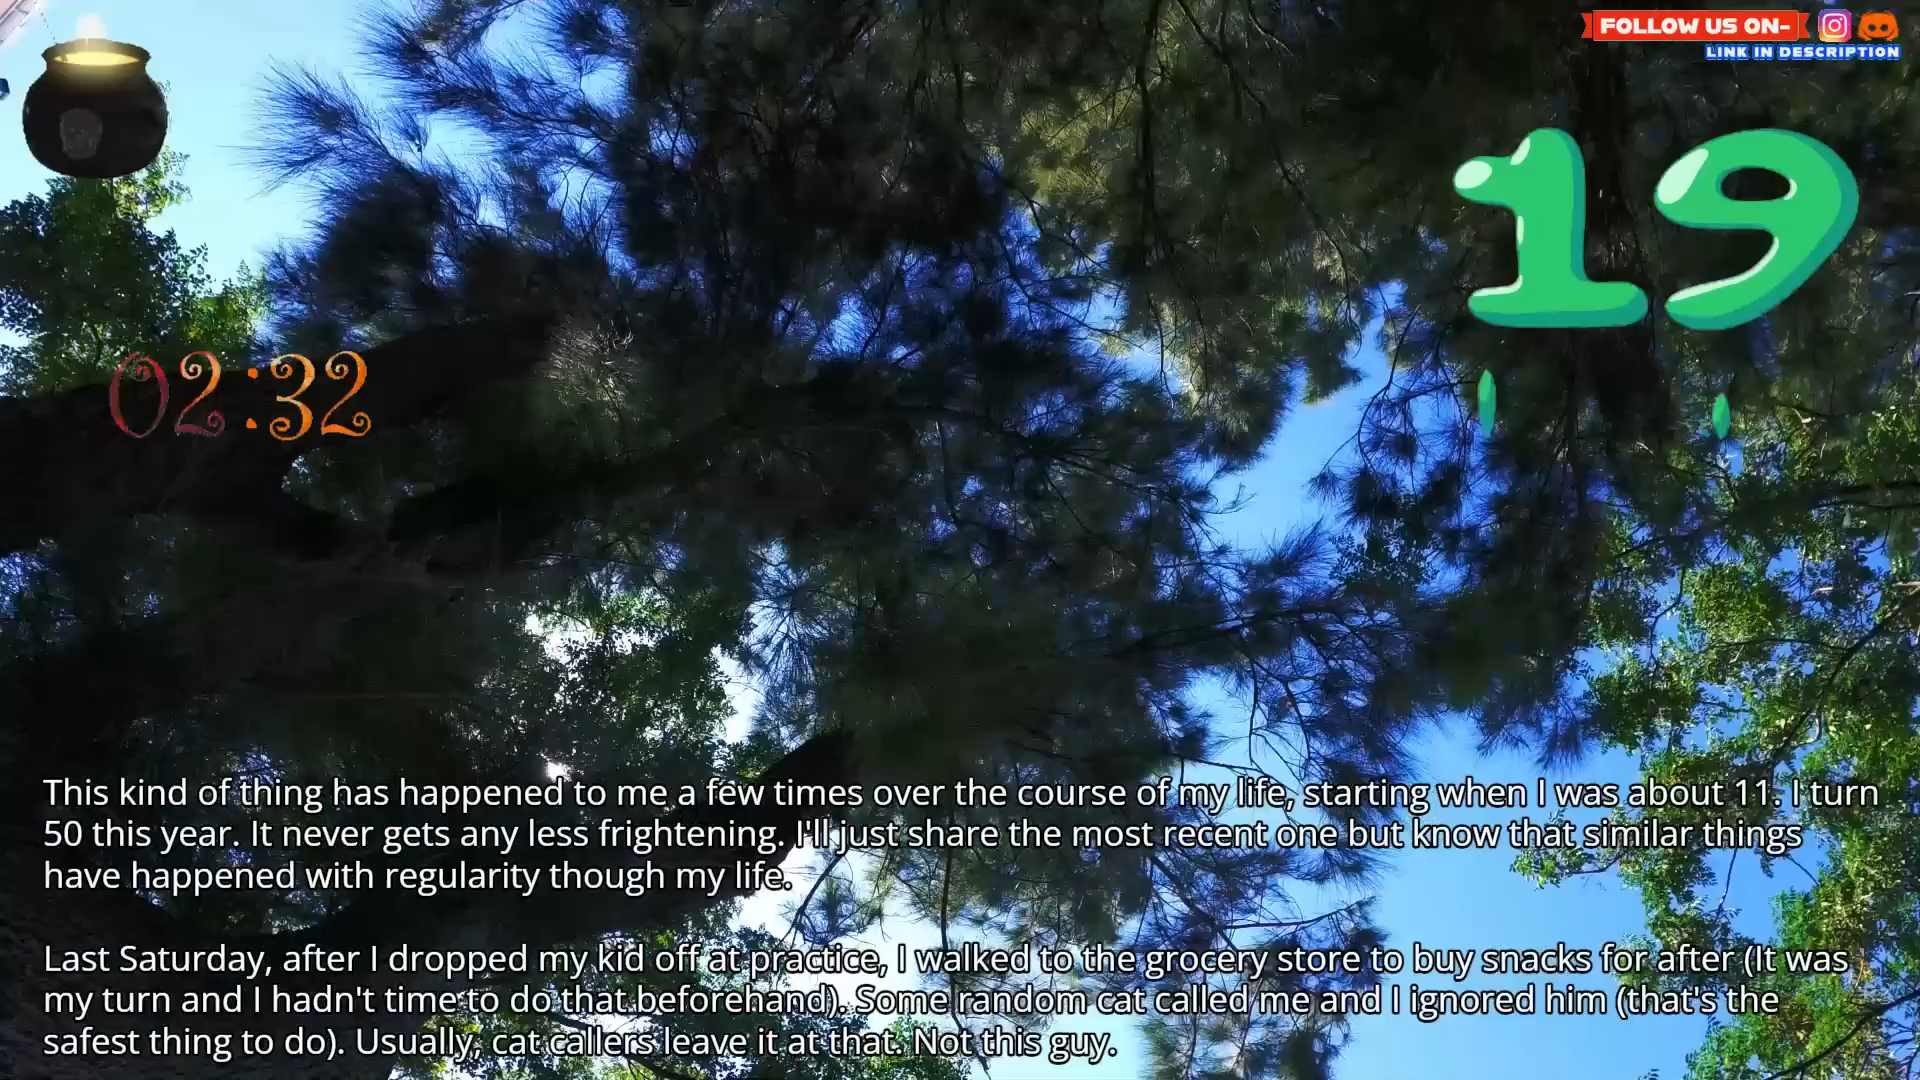 FOLLOW US ON-
LINK IN DESCRIPTION
19
02:32
This kind of thing has happened to me a few times over the course of my life, starting when I was about 11. I turn
50 this year. It never gets any less frightening. I'll just share the most recent one but know that similar things
have happened with regularity though my life.
Last Saturday, after I dropped my kid off at practice, I walked to the grocery store to buy snacks for after (It was
my turn and I hadn't time to do that beforehand). Some random cat called me and I ignored him (that's the
safest thing to do). Usually, cat callers leave it at that. Not this guy.